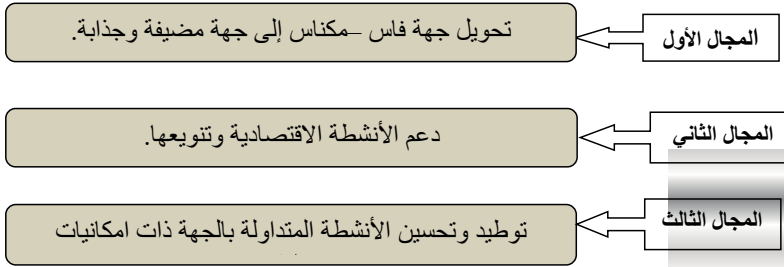 المجال الأول
تحويل جهة فاس –مكناس إلى جهة مضيفة وجذابة.
المجال الثاني
دعم الأنشطة الاقتصادية وتنويعها.
المجال الثالث
توطيد وتحسين الأنشطة المتداولة بالجهة ذات امكانيات